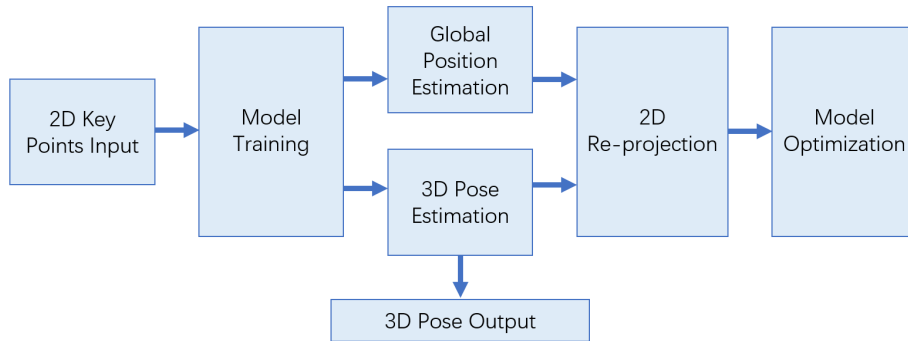 2D Key
Points Input
Model
Training
Global
Position
Estimation
3D Pose
Estimation
2D
Re-projection
Model
Optimization
3D Pose Output